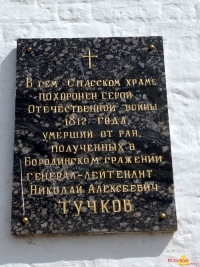 В СЕМ СПАССКОМ ХРАМЕ
ПОХОРОНЕН ГЕРОЙ
ОТЕЧЕСТВЕННОЙ ВОЙНЫ
1812 ГОДА,
УМЕРШИЙ ОТ РАН,
ПОЛУЧЕННЫХ В
БОРОДИНСКОМ СРАЖЕНИИ
ГЕНЕРАЛ-ЛЕЙТЕНАНТ
НИКОЛАЙ АЛЕКСЕЕВИЧ
ТУЧКОВ